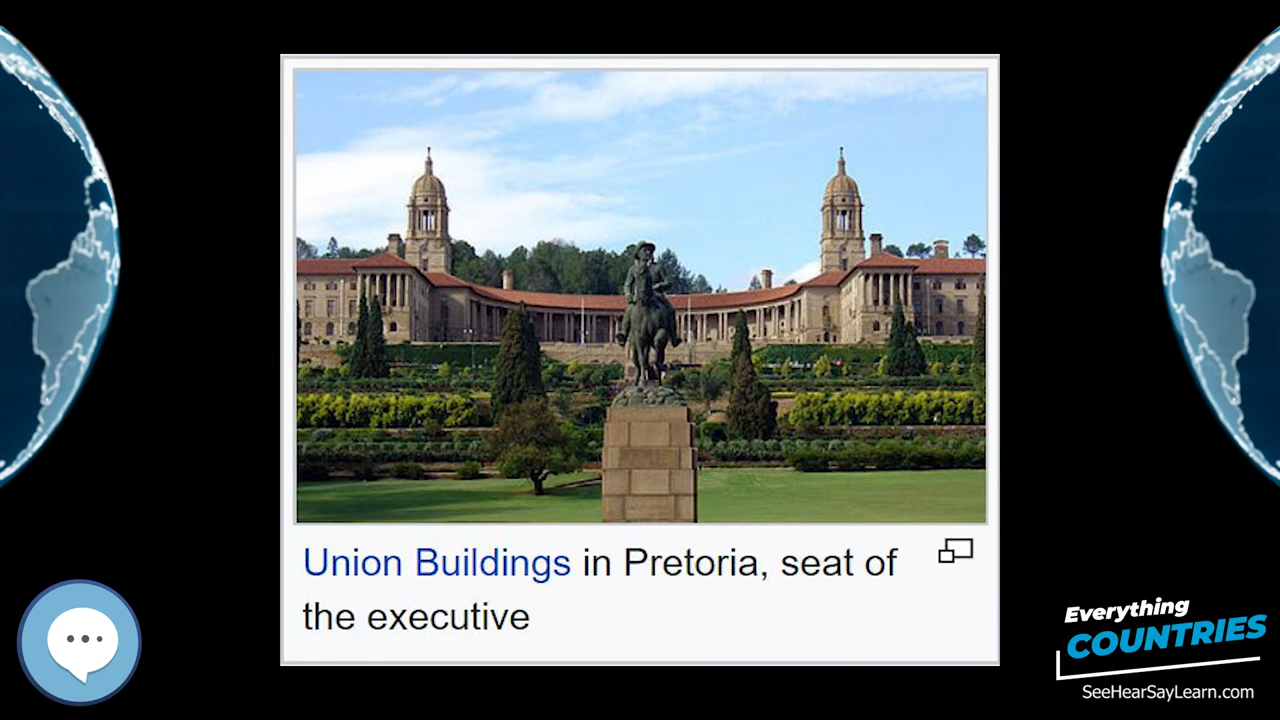 Union Buildings in Pretoria, seat of
the executive
Everything
COUNTRIES
SeeHearSayLearn.com